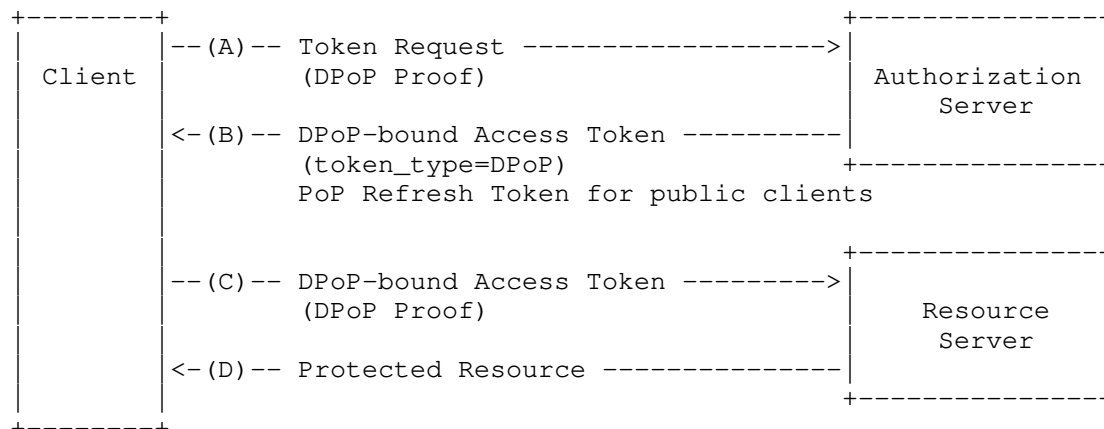 --(A)-- Token Request ------------------->
Client (DPoP Proof) Authorization
Server
<-(B)-- DPoP-bound Access Token ----------
(token_type=DPoP)
PoP Refresh Token for public clients
--(C)-- DPoP-bound Access Token --------->
(DPoP Proof) Resource
Server
<-(D)-- Protected Resource ---------------